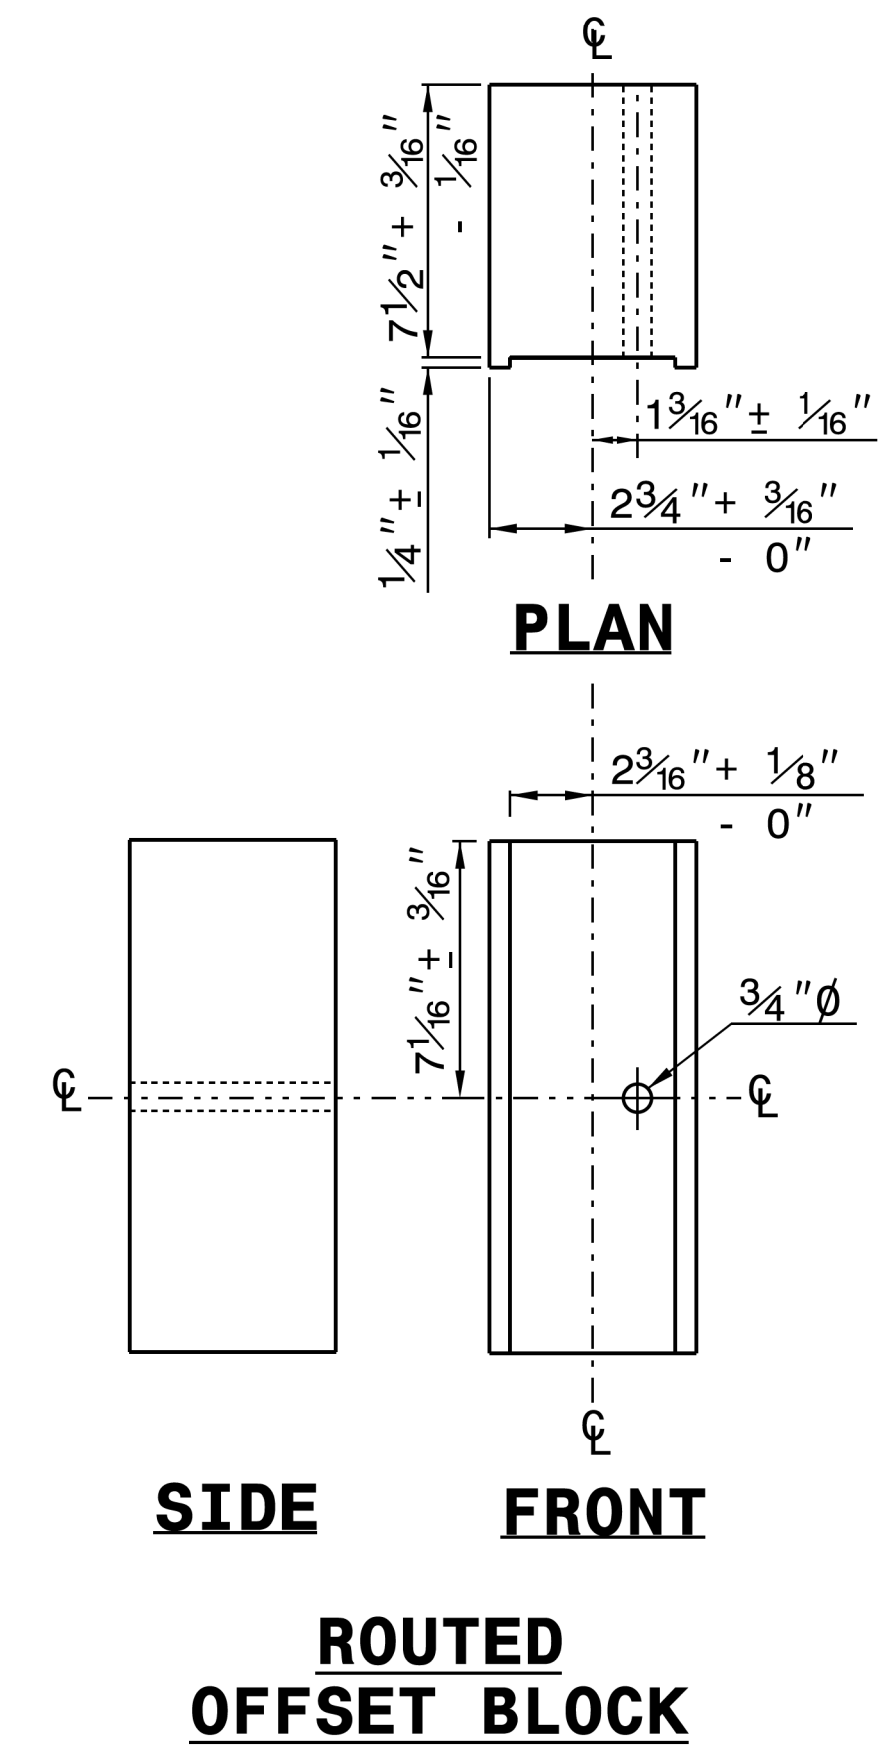 ℄
7 1/2" + 3/16"
- 1/16"
1/4" ± 1/16"
1 3/16" ± 1/16"
2 3/4" + 3/16"
- 0"
PLAN
2 3/16" + 1/8"
- 0"
7 1/16" ± 3/16"
3/4" Ø
℄
℄
℄
SIDE
FRONT
ROUTED
OFFSET BLOCK